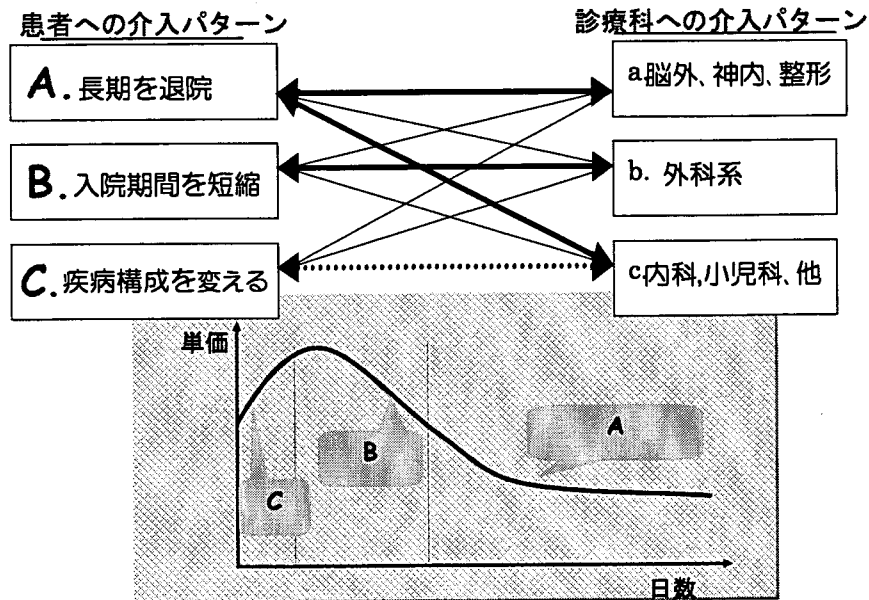 患者への介入パターン
診療科への介入パターン
A. 長期を退院
a.脳外、神内、整形
B. 入院期間を短縮
b. 外科系
C. 疾病構成を変える
c.内科,小児科、他
単価
A
B
C
日数